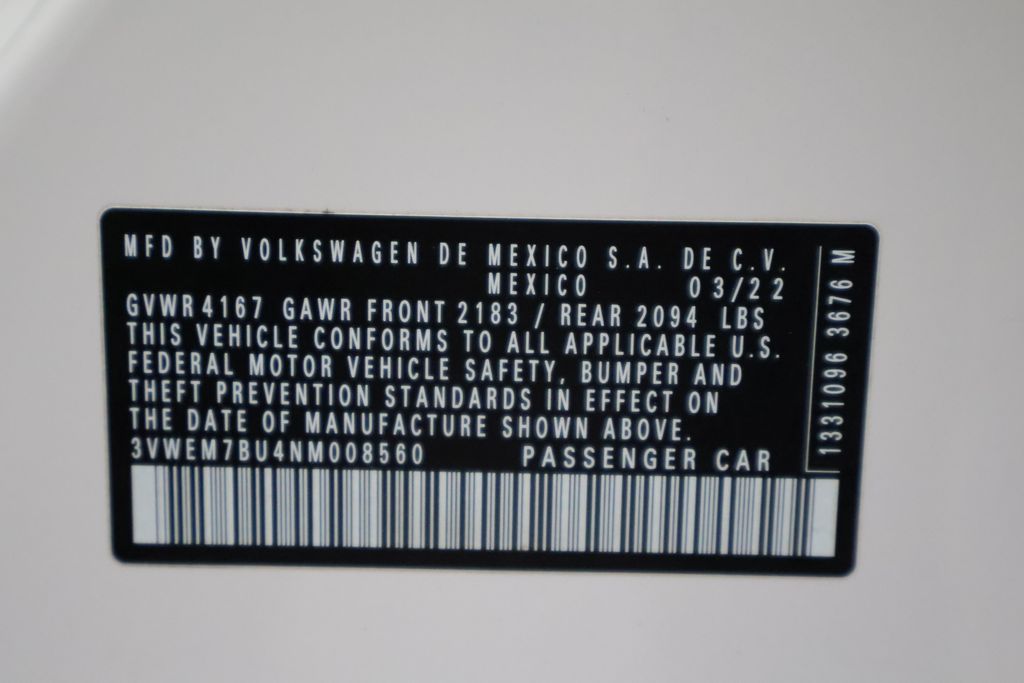 MFD BY VOLKSWAGEN DE MEXICO S.A. DE C.V.
MEXICO 03/22
GVWR 4167 GAWR FRONT 2183 / REAR 2094 LBS
THIS VEHICLE CONFORMS TO ALL APPLICABLE U.S.
FEDERAL MOTOR VEHICLE SAFETY, BUMPER AND
THEFT PREVENTION STANDARDS IN EFFECT ON
THE DATE OF MANUFACTURE SHOWN ABOVE.
3VWEM7BU4NM008560 PASSENGER CAR
1331096 3676 M